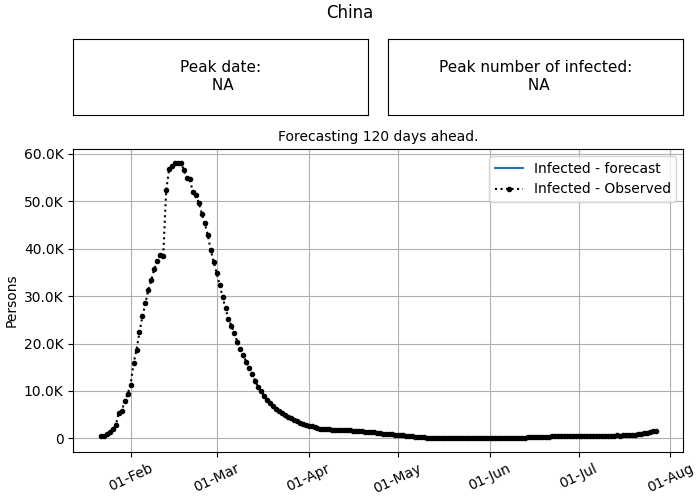 China
Peak date:
NA
Peak number of infected:
NA
Forecasting 120 days ahead.
60.0K
50.0K
40.0K
30.0K
20.0K
10.0K
0
Persons
Infected - forecast
Infected - Observed
01-Feb
01-Mar
01-Apr
01-May
01-Jun
01-Jul
01-Aug